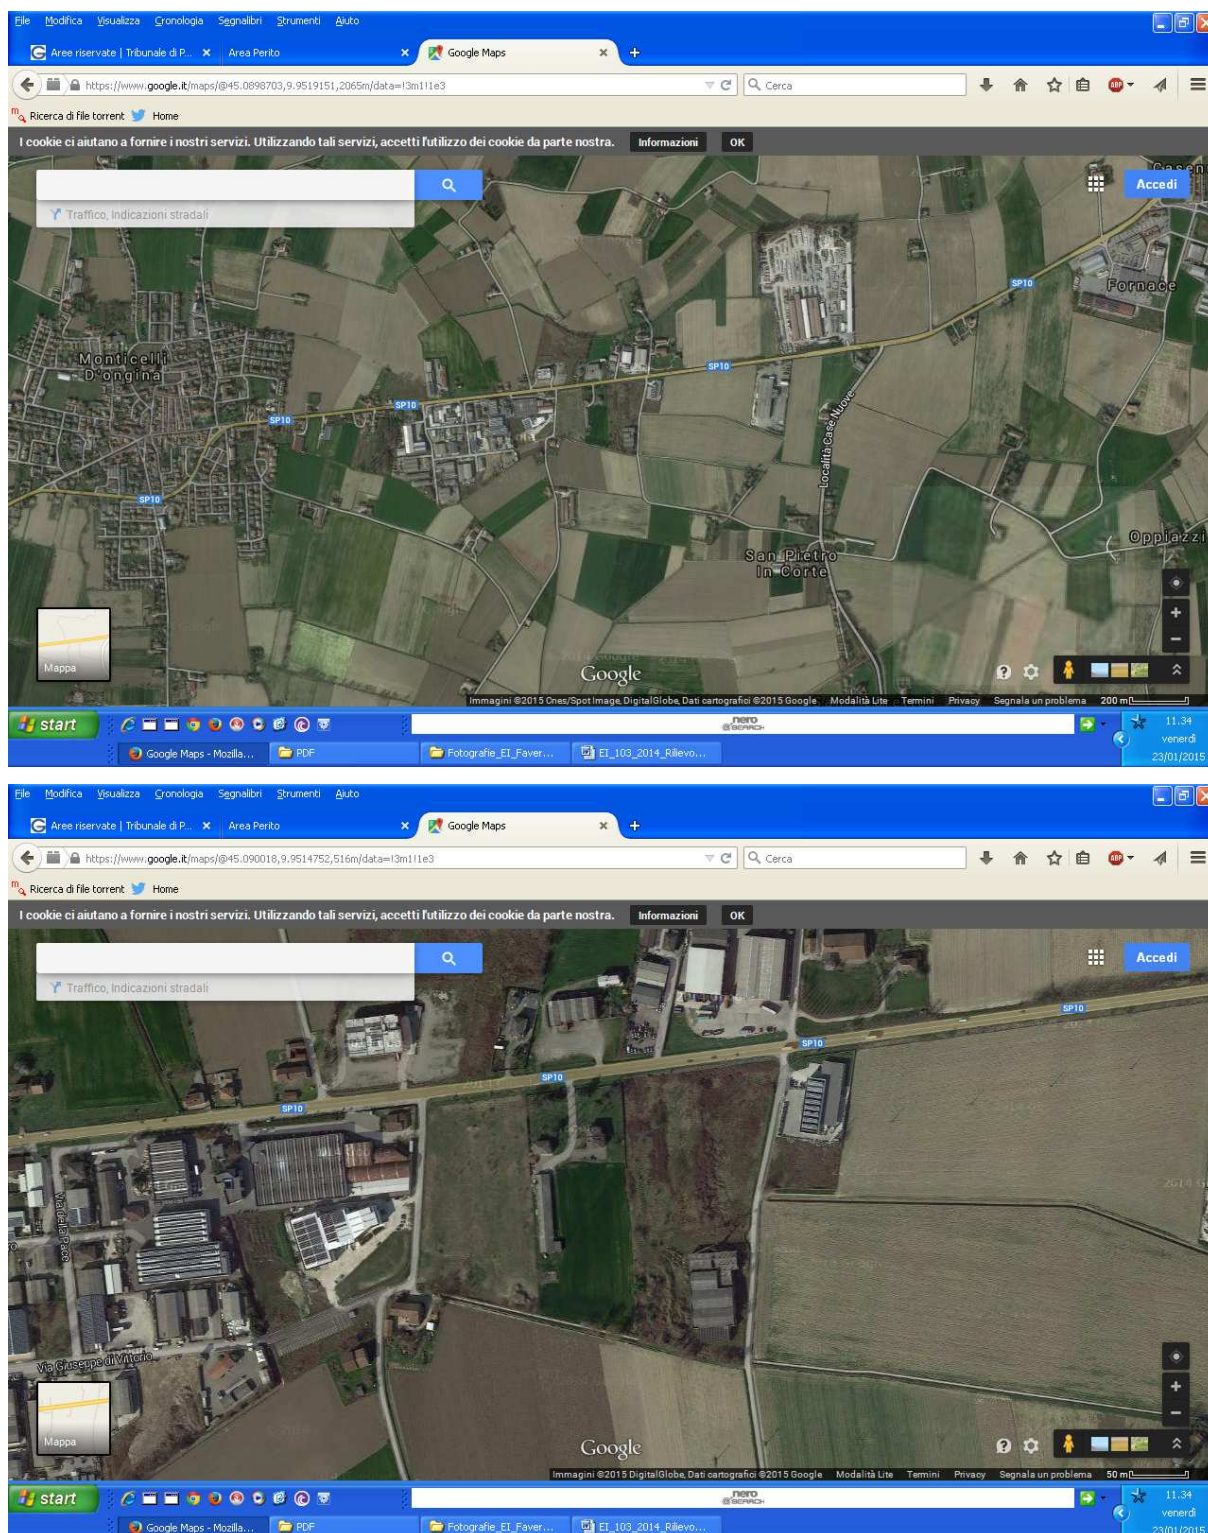 File Modifica Visualizza Cronologia Segnalibri Strumenti Aiuto
Aree riservate | Tribunale di P... Area Perito Google Maps
https://www.google.it/maps/@45.0898703,9.9519151,2065m/data=!3m1!1e3 Cerca
Ricerca di file torrent Home
I cookie ci aiutano a fornire i nostri servizi. Utilizzando tali servizi, accetti l'utilizzo dei cookie da parte nostra. Informazioni OK
Accedi
Traffico, Indicazioni stradali
SP10
Fornace
Monticelli
D'ongina
SP10
SP10
SP10
Località Case Nuove
SP10
Oppiazzi
San Pietro
In Corte
Mappa
Google
Immagini ©2015 Cnes/Spot Image, DigitalGlobe, Dati cartografici ©2015 Google Modalità Lite Termini Privacy Segnala un problema 200 m
start nero SEARCH 11.34
venerdì
Google Maps - Mozilla... PDF Fotografie_EI_Faver... EI_103_2014_Rilievo... 23/01/2015
File Modifica Visualizza Cronologia Segnalibri Strumenti Aiuto
Aree riservate | Tribunale di P... Area Perito Google Maps
https://www.google.it/maps/@45.090018,9.9514752,516m/data=!3m1!1e3 Cerca
Ricerca di file torrent Home
I cookie ci aiutano a fornire i nostri servizi. Utilizzando tali servizi, accetti l'utilizzo dei cookie da parte nostra. Informazioni OK
Accedi
Traffico, Indicazioni stradali
SP10
SP10
SP10
SP10
Via della Pace
Via Giuseppe di Vittorio
Mappa
Google
Immagini ©2015 DigitalGlobe, Dati cartografici ©2015 Google Modalità Lite Termini Privacy Segnala un problema 50 m
start nero SEARCH 11.34
venerdì
Google Maps - Mozilla... PDF Fotografie_EI_Faver... EI_103_2014_Rilievo... 23/01/2015